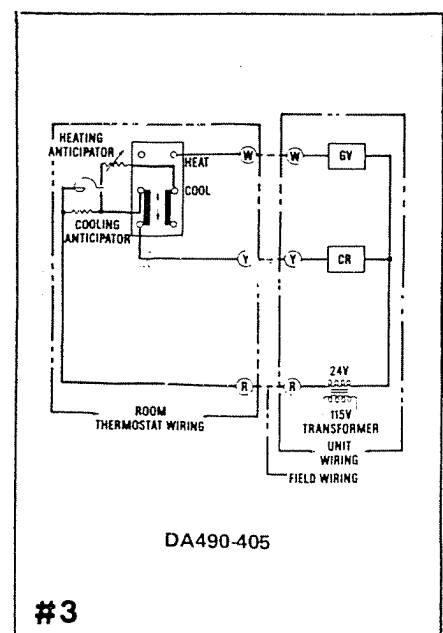 HEATING
ANTICIPATOR
HEAT
W
W
GV
COOL
COOLING
ANTICIPATOR
Y
Y
CR
R
R
24V
115V
TRANSFORMER
ROOM
THERMOSTAT WIRING
UNIT
WIRING
FIELD WIRING
DA490-405
#3